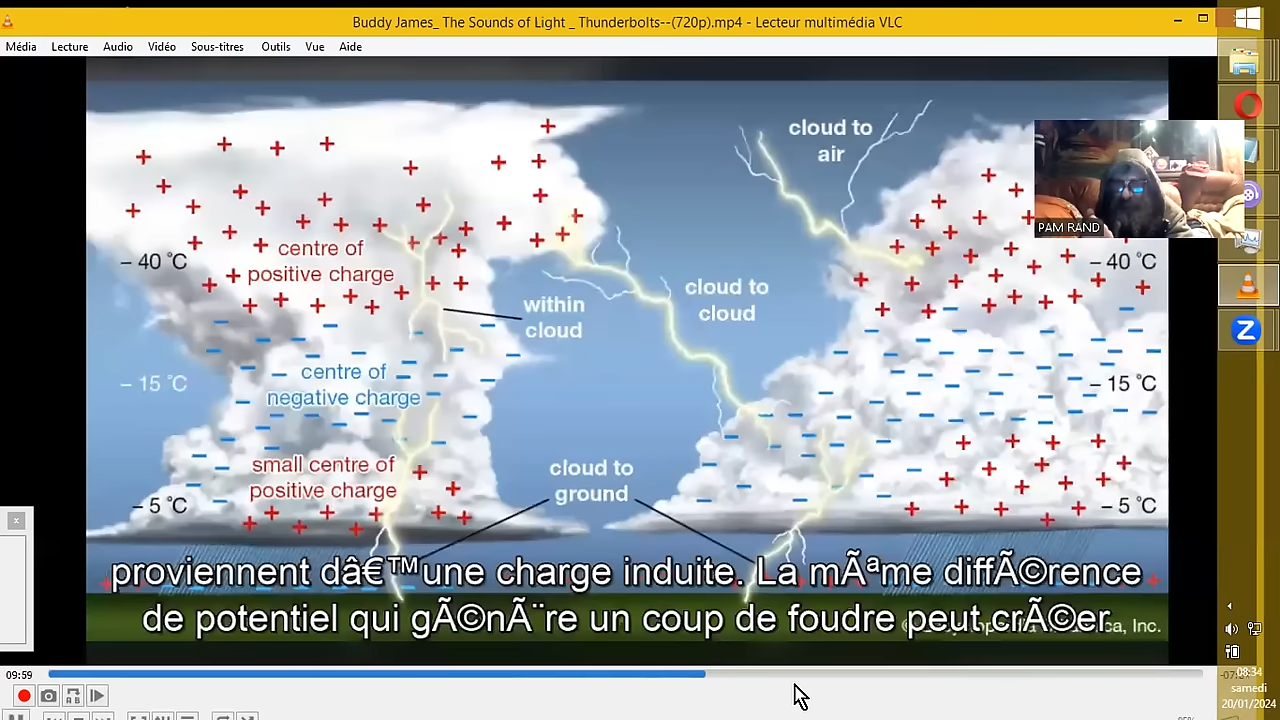 Buddy James_ The Sounds of Light _ Thunderbolts--(720p).mp4 - Lecteur multimédia VLC
Média Lecture Audio Vidéo Sous-titres Outils Vue Aide
cloud to
air
PAM RAND
centre of
positive charge
– 40 °C
– 40 °C
cloud to
cloud
within
cloud
centre of
negative charge
– 15 °C
– 15 °C
small centre of
positive charge
cloud to
ground
– 5 °C
– 5 °C
x
proviennent dâ€™une charge induite. La mÃªme diffÃ©rence
de potentiel qui gÃ©nÃ¨re un coup de foudre peut crÃ©er
ca, Inc.
09:59
08:34
samedi
20/01/2024
Z